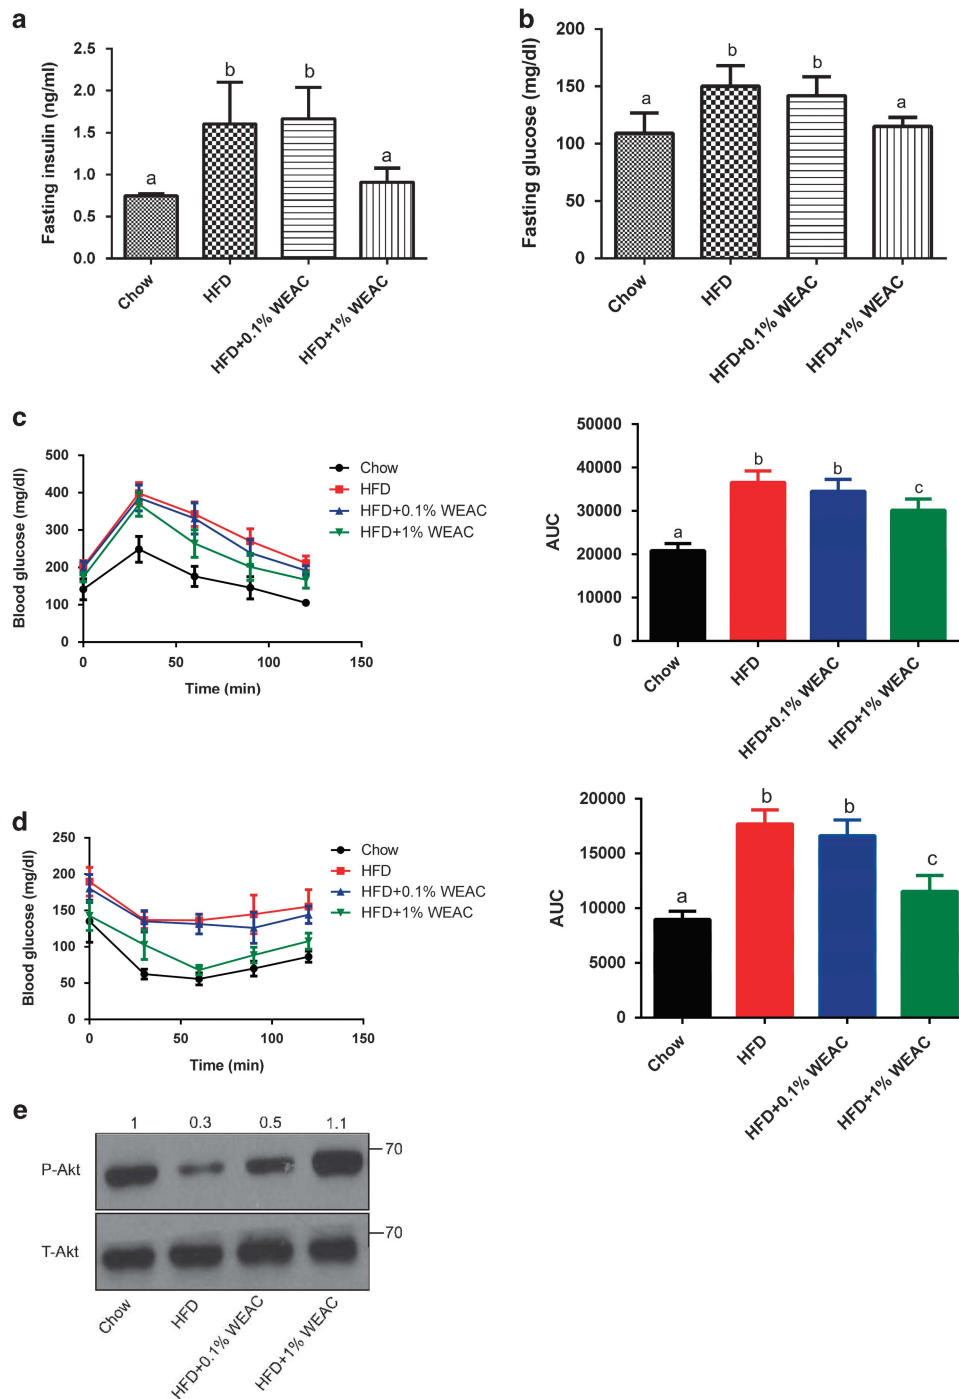 a
Fasting insulin (ng/ml)
2.5
2.0
1.5
1.0
0.5
0.0
a
b
b
a
Chow
HFD
HFD+0.1% WEAC
HFD+1% WEAC
b
Fasting glucose (mg/dl)
200
150
100
50
0
a
b
b
a
Chow
HFD
HFD+0.1% WEAC
HFD+1% WEAC
c
Blood glucose (mg/dl)
500
400
300
200
100
0
0
50
100
150
Time (min)
Chow
HFD
HFD+0.1% WEAC
HFD+1% WEAC
AUC
50000
40000
30000
20000
10000
0
a
b
b
c
Chow
HFD
HFD+0.1% WEAC
HFD+1% WEAC
d
Blood glucose (mg/dl)
250
200
150
100
50
0
0
50
100
150
Time (min)
Chow
HFD
HFD+0.1% WEAC
HFD+1% WEAC
AUC
20000
15000
10000
5000
0
a
b
b
c
Chow
HFD
HFD+0.1% WEAC
HFD+1% WEAC
e
1 0.3 0.5 1.1
P-Akt
70
T-Akt
70
Chow
HFD
HFD+0.1% WEAC
HFD+1% WEAC